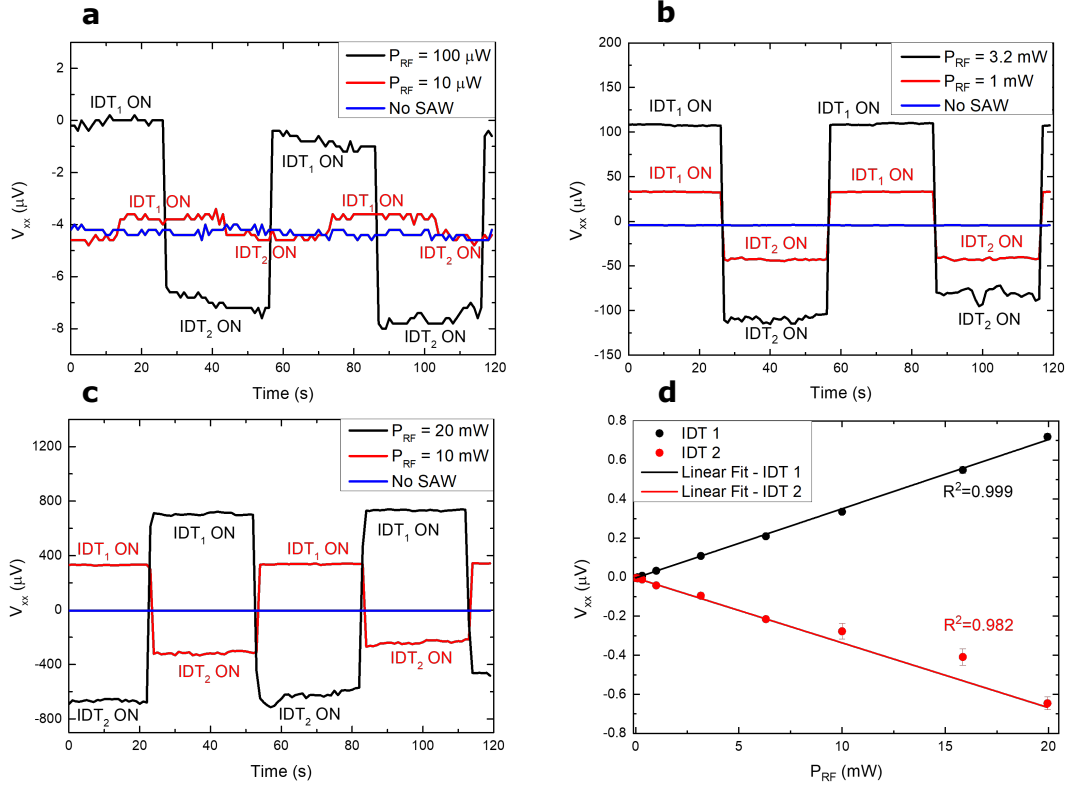 a
P_RF = 100 μW
P_RF = 10 μW
No SAW
IDT₁ ON
IDT₁ ON
IDT₁ ON
IDT₁ ON
IDT₂ ON
IDT₂ ON
IDT₂ ON
IDT₂ ON
2
0
-2
-4
-6
-8
V_xx (μV)
0 20 40 60 80 100 120
Time (s)
b
P_RF = 3.2 mW
P_RF = 1 mW
No SAW
IDT₁ ON
IDT₁ ON
IDT₁ ON
IDT₁ ON
IDT₂ ON
IDT₂ ON
IDT₂ ON
IDT₂ ON
200
150
100
50
0
-50
-100
-150
V_xx (μV)
0 20 40 60 80 100 120
Time (s)
c
P_RF = 20 mW
P_RF = 10 mW
No SAW
IDT₁ ON
IDT₁ ON
IDT₁ ON
IDT₁ ON
IDT₂ ON
IDT₂ ON
IDT₂ ON
IDT₂ ON
1200
800
400
0
-400
-800
V_xx (μV)
0 20 40 60 80 100 120
Time (s)
d
IDT 1
IDT 2
Linear Fit - IDT 1
Linear Fit - IDT 2
R²=0.999
R²=0.982
0.8
0.6
0.4
0.2
0.0
-0.2
-0.4
-0.6
-0.8
V_xx (μV)
0 5 10 15 20
P_RF (mW)